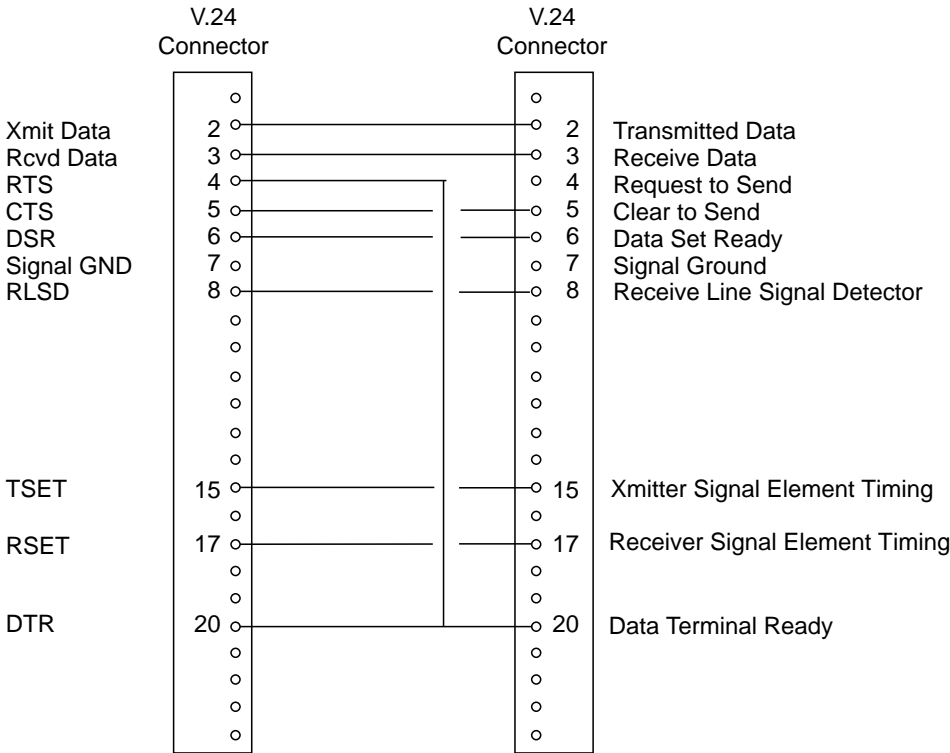 V.24 Connector
V.24 Connector
Xmit Data 2 2 Transmitted Data
Rcvd Data 3 3 Receive Data
RTS 4 4 Request to Send
CTS 5 5 Clear to Send
DSR 6 6 Data Set Ready
Signal GND 7 7 Signal Ground
RLSD 8 8 Receive Line Signal Detector
TSET 15 15 Xmitter Signal Element Timing
RSET 17 17 Receiver Signal Element Timing
DTR 20 20 Data Terminal Ready